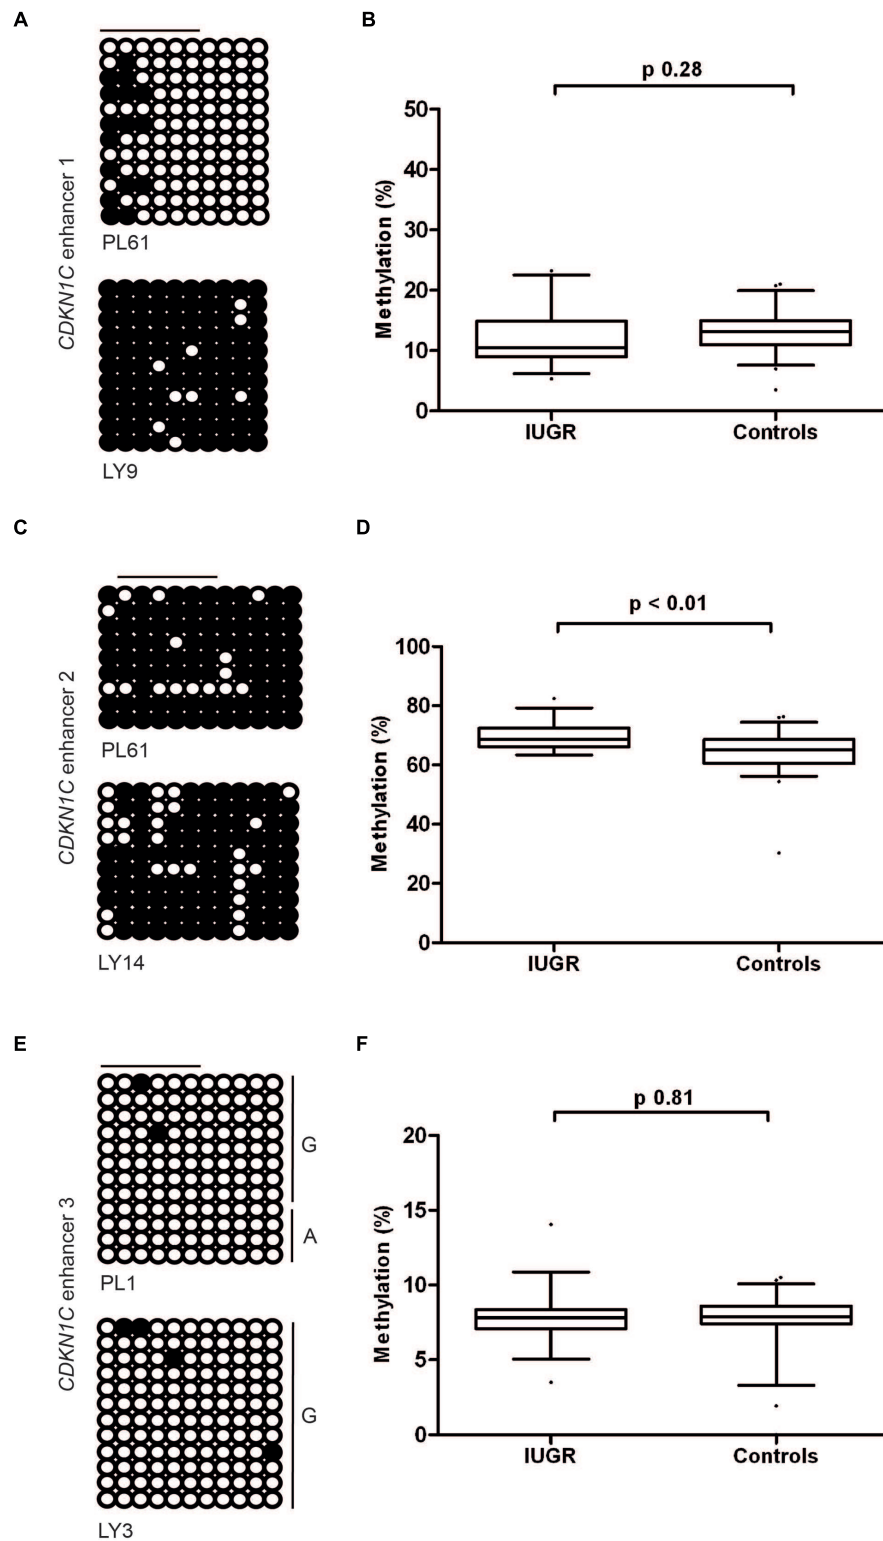 A
CDKN1C enhancer 1
PL61
LY9
B
p 0.28
Methylation (%)
50
40
30
20
10
0
IUGR
Controls
C
CDKN1C enhancer 2
PL61
LY14
D
p < 0.01
Methylation (%)
100
80
60
40
20
0
IUGR
Controls
E
CDKN1C enhancer 3
G
A
PL1
G
LY3
F
p 0.81
Methylation (%)
20
15
10
5
0
IUGR
Controls